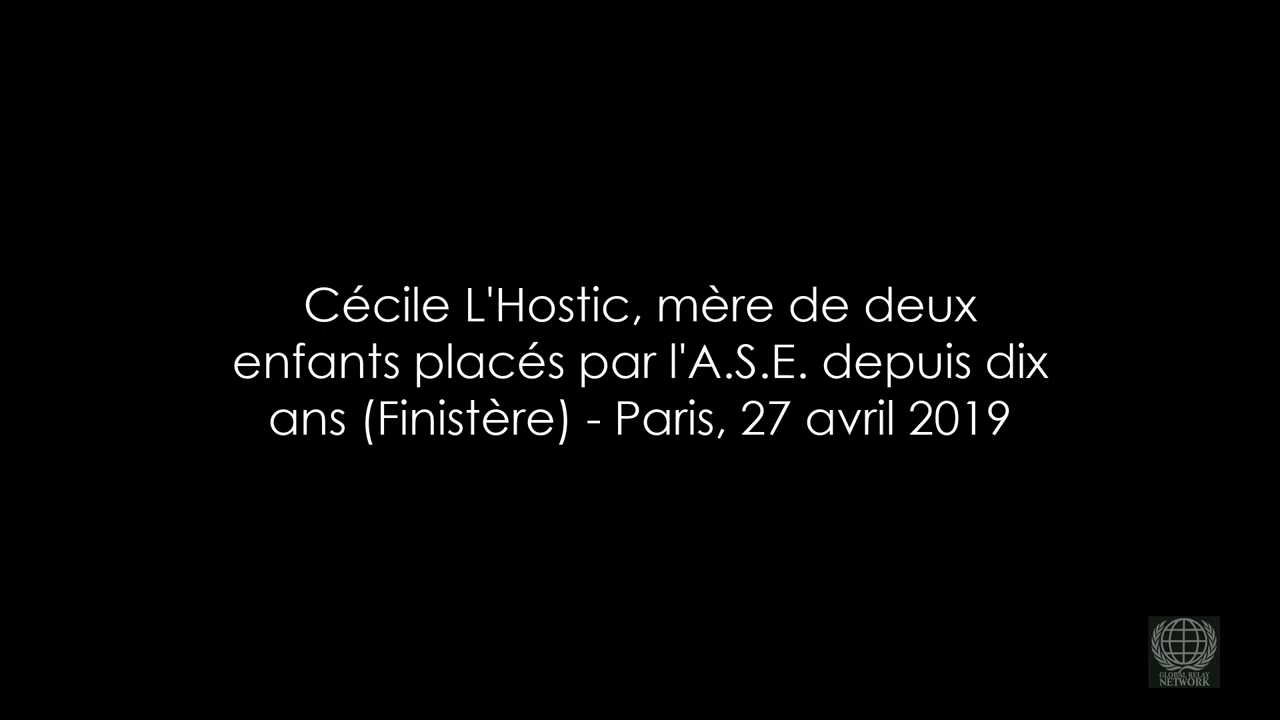 Cécile L'Hostic, mère de deux
enfants placés par l'A.S.E. depuis dix
ans (Finistère) - Paris, 27 avril 2019
GLOBAL RELAY
NETWORK